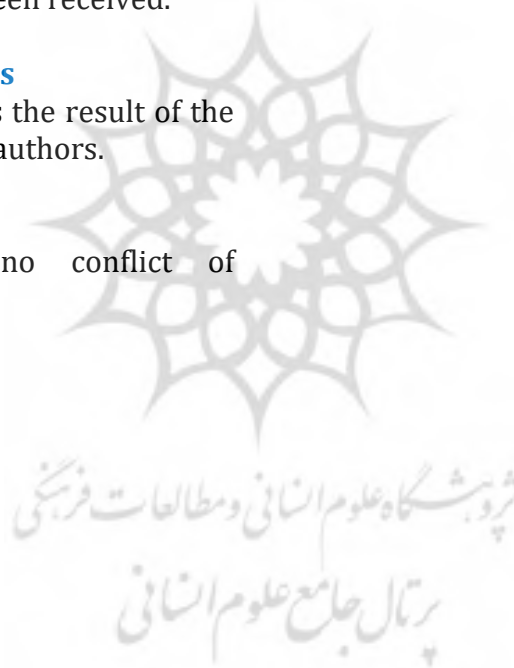 een received.
s
s the result of the
authors.
no conflict of
پژوهشگاه علوم انسانی و مطالعات فرهنگی
پرتال جامع علوم انسانی